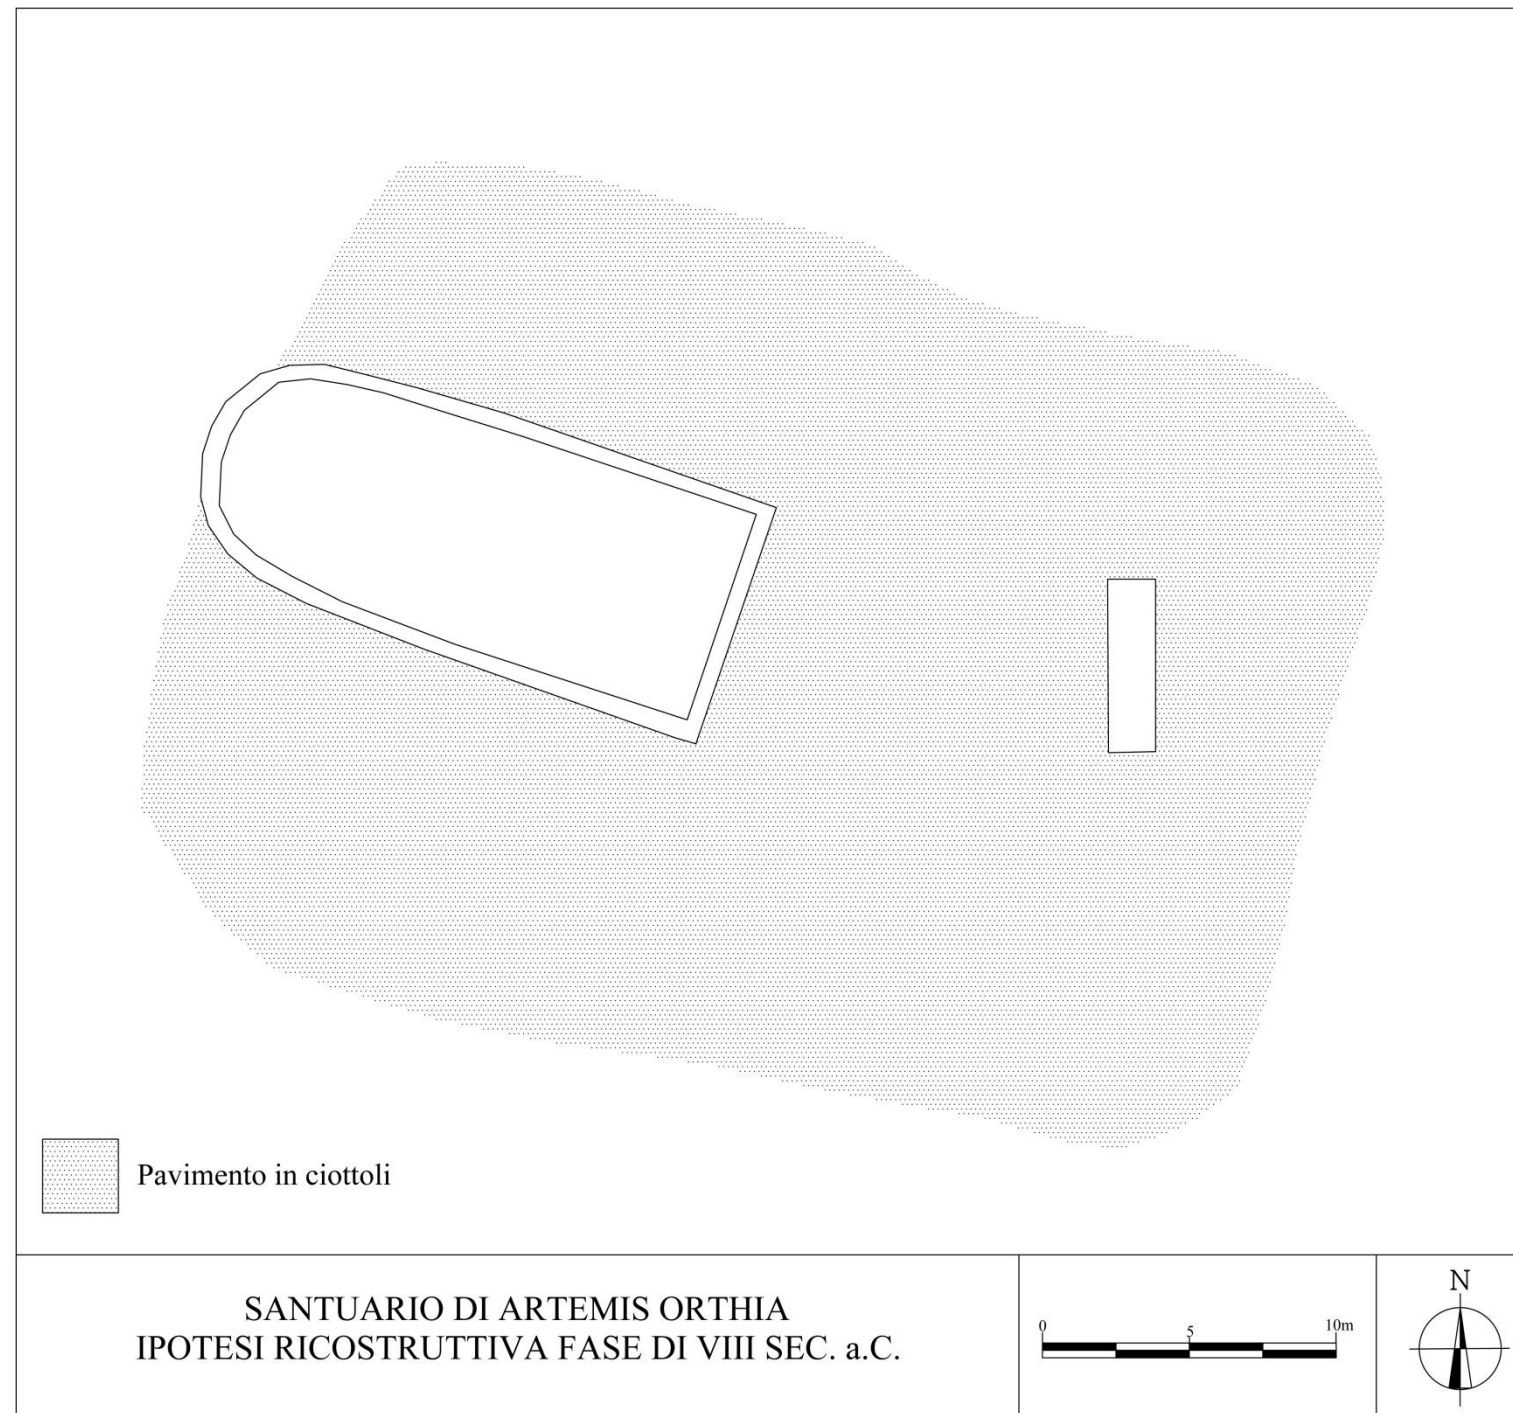 Pavimento in ciottoli
SANTUARIO DI ARTEMIS ORTHIA
IPOTESI RICOSTRUTTIVA FASE DI VIII SEC. a.C.
0 5 10m
N